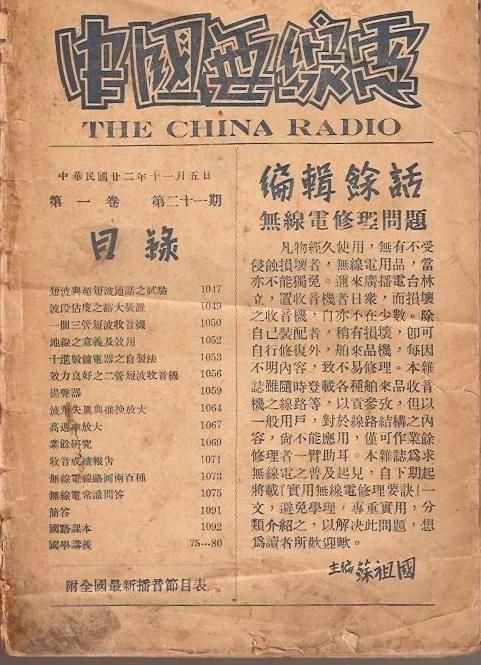 中國無線電
THE CHINA RADIO
中華民國廿二年十一月五日
第一卷 第二十一期
目錄
短波與超短波通話之試驗 1047
波段佔度之擴大裝置 1049
一個三管短波收音機 1050
地線之意義及效用 1052
十進數儲電器之自製法 1053
效力良好之二管短波收音機 1056
揚聲器 1059
波形失真與推挽放大 1064
高週率放大 1067
業餘研究 1069
收音成績報告 1071
無線電線路圖兩百種 1073
無線電常識問答 1075
簡答 1091
國語課本 1092
國學講義 75—80
附全國最新播音節目表
編輯餘話
無線電修理問題
凡物經久使用，無有不受
侵蝕損壞者，無線電用品，當
亦不能獨免。邇來廣播電台林
立，置收音機者日衆，而損壞
之收音機，自亦不在少數。除
自己裝配者，稍有損壞，卽可
自行修復外，舶來品機，每因
不明內容，致不易修理。本雜
誌雖隨時登載各種舶來品收音
機之線路等，以貢參攷，但以
一般用戶，對於線路結構之內
容，尙不能應用，僅可作業餘
修理者一臂助耳。本雜誌爲求
無線電之普及起見，自下期起
將載『實用無線電修理要訣』一
文，避免學理，專重實用，分
類介紹之，以解决此問題，想
爲讀者所歡迎歟。
主編 蘇祖國